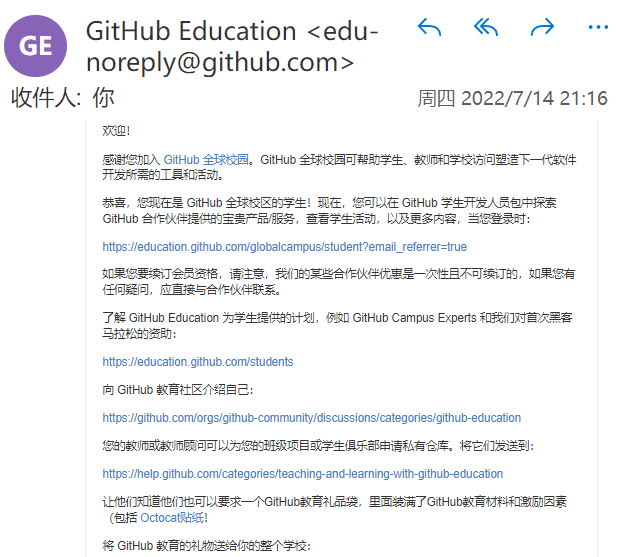 GE
GitHub Education <edu-
noreply@github.com>
收件人: 你
周四 2022/7/14 21:16
欢迎！
感谢您加入 GitHub 全球校园。GitHub 全球校园可帮助学生、教师和学校访问塑造下一代软件
开发所需的工具和活动。
恭喜，您现在是 GitHub 全球校区的学生！现在，您可以在 GitHub 学生开发人员包中探索
GitHub 合作伙伴提供的宝贵产品/服务，查看学生活动，以及更多内容，当您登录时：
https://education.github.com/globalcampus/student?email_referrer=true
如果您要续订会员资格，请注意，我们的某些合作伙伴优惠是一次性且不可续订的，如果您有
任何疑问，应直接与合作伙伴联系。
了解 GitHub Education 为学生提供的计划，例如 GitHub Campus Experts 和我们对首次黑客
马拉松的资助：
https://education.github.com/students
向 GitHub 教育社区介绍自己：
https://github.com/orgs/github-community/discussions/categories/github-education
您的教师或教师顾问可以为您的班级项目或学生俱乐部申请私有仓库。将它们发送到：
https://help.github.com/categories/teaching-and-learning-with-github-education
让他们知道他们也可以要求一个GitHub教育礼品袋，里面装满了GitHub教育材料和激励因素
（包括 Octocat贴纸！
将 GitHub 教育的礼物送给你的整个学校：